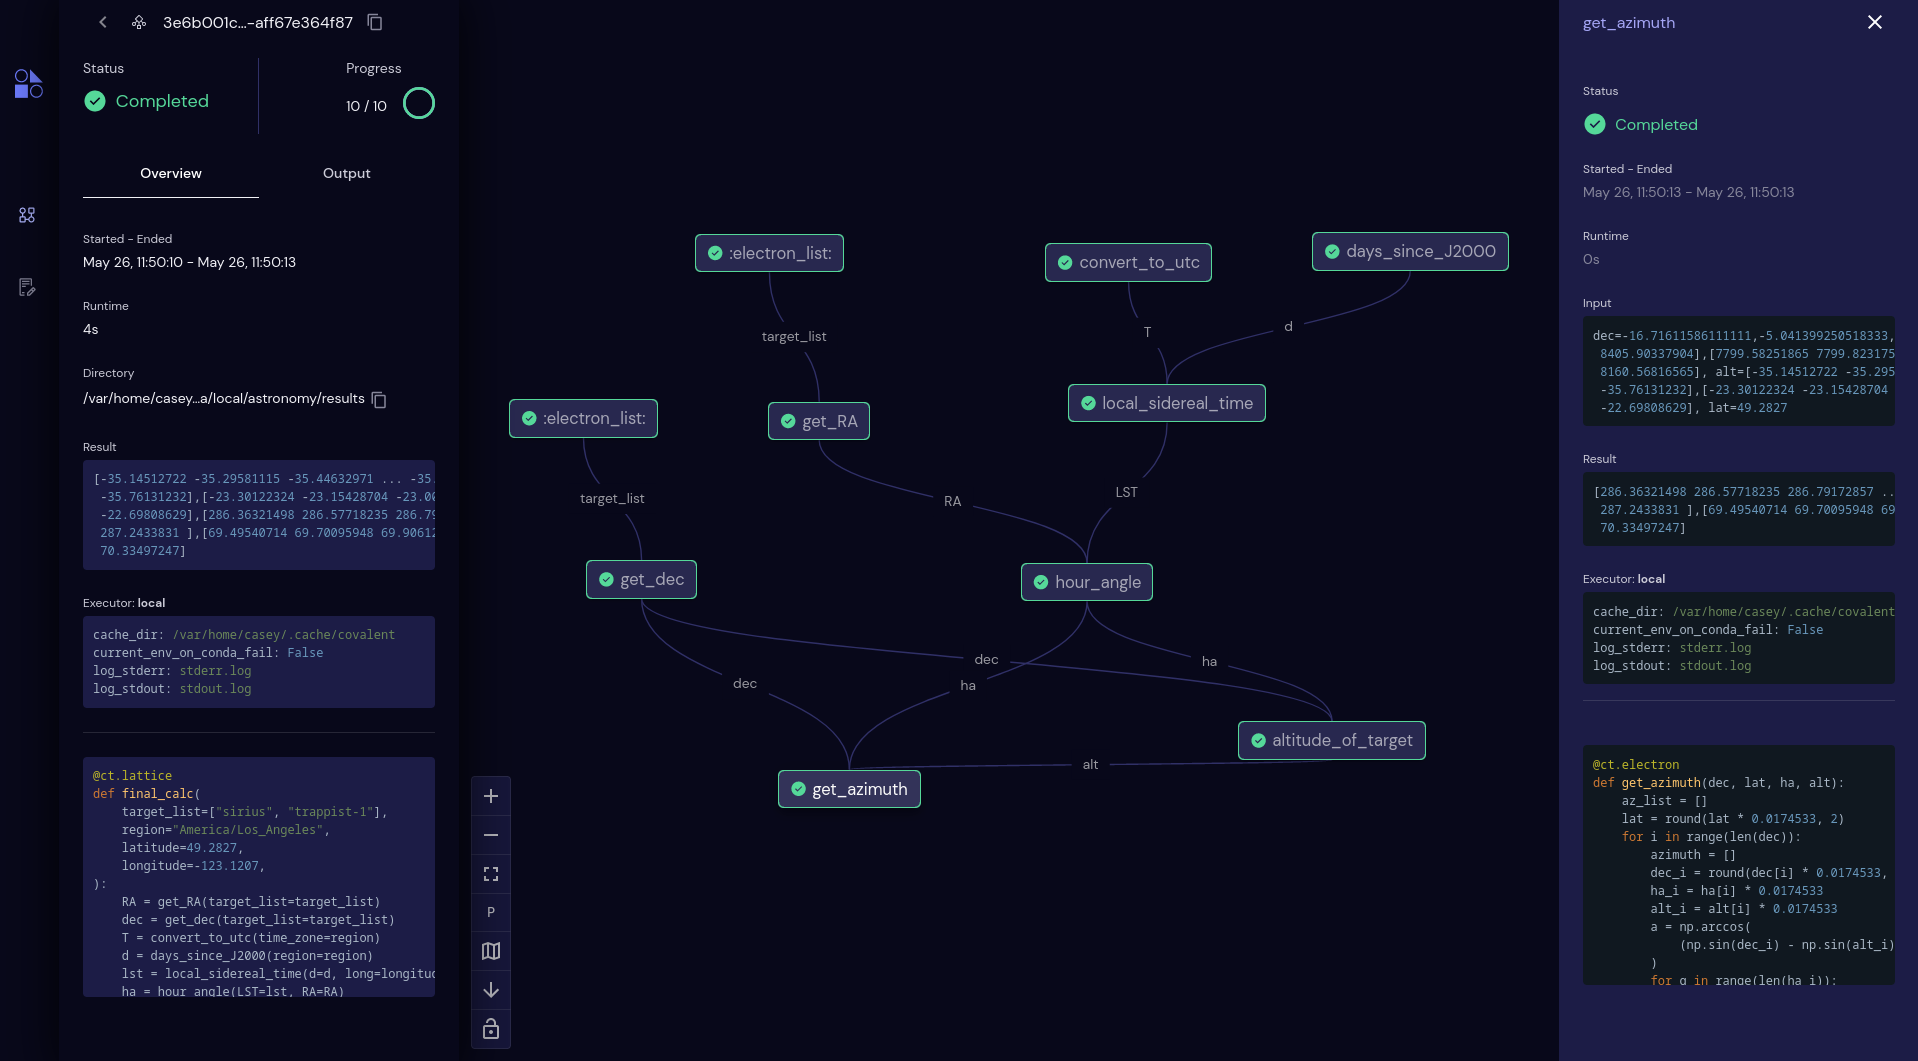 3e6b001c...-aff67e364f87
Status
Completed
Progress
10 / 10
Overview
Output
Started - Ended
May 26, 11:50:10 - May 26, 11:50:13
Runtime
4s
Directory
/var/home/casey...a/local/astronomy/results
Result
[-35.14512722 -35.29581115 -35.44632971 ... -35.
-35.76131232],[-23.30122324 -23.15428704 -23.00
-22.69808629],[286.36321498 286.57718235 286.79
287.2433831 ],[69.49540714 69.70095948 69.90612
70.33497247]
Executor: local
cache_dir: /var/home/casey/.cache/covalent
current_env_on_conda_fail: False
log_stderr: stderr.log
log_stdout: stdout.log
@ct.lattice
def final_calc(
target_list=["sirius", "trappist-1"],
region="America/Los_Angeles",
latitude=49.2827,
longitude=-123.1207,
):
RA = get_RA(target_list=target_list)
dec = get_dec(target_list=target_list)
T = convert_to_utc(time_zone=region)
d = days_since_J2000(region=region)
lst = local_sidereal_time(d=d, long=longitud
ha = hour_angle(LST=lst, RA=RA)
:electron_list:
convert_to_utc
days_since_J2000
target_list
T
d
:electron_list:
get_RA
local_sidereal_time
target_list
RA
LST
get_dec
hour_angle
dec
dec
ha
ha
altitude_of_target
alt
get_azimuth
P
get_azimuth
Status
Completed
Started - Ended
May 26, 11:50:13 - May 26, 11:50:13
Runtime
0s
Input
dec=-16.71611586111111,-5.041399250518333,
8405.90337904],[7799.58251865 7799.823175
8160.56816565], alt=[-35.14512722 -35.295
-35.76131232],[-23.30122324 -23.15428704
-22.69808629], lat=49.2827
Result
[286.36321498 286.57718235 286.79172857 ..
287.2433831 ],[69.49540714 69.70095948 69
70.33497247]
Executor: local
cache_dir: /var/home/casey/.cache/covalent
current_env_on_conda_fail: False
log_stderr: stderr.log
log_stdout: stdout.log
@ct.electron
def get_azimuth(dec, lat, ha, alt):
az_list = []
lat = round(lat * 0.0174533, 2)
for i in range(len(dec)):
azimuth = []
dec_i = round(dec[i] * 0.0174533,
ha_i = ha[i] * 0.0174533
alt_i = alt[i] * 0.0174533
a = np.arccos(
(np.sin(dec_i) - np.sin(alt_i)
)
for q in range(len(ha_i)):